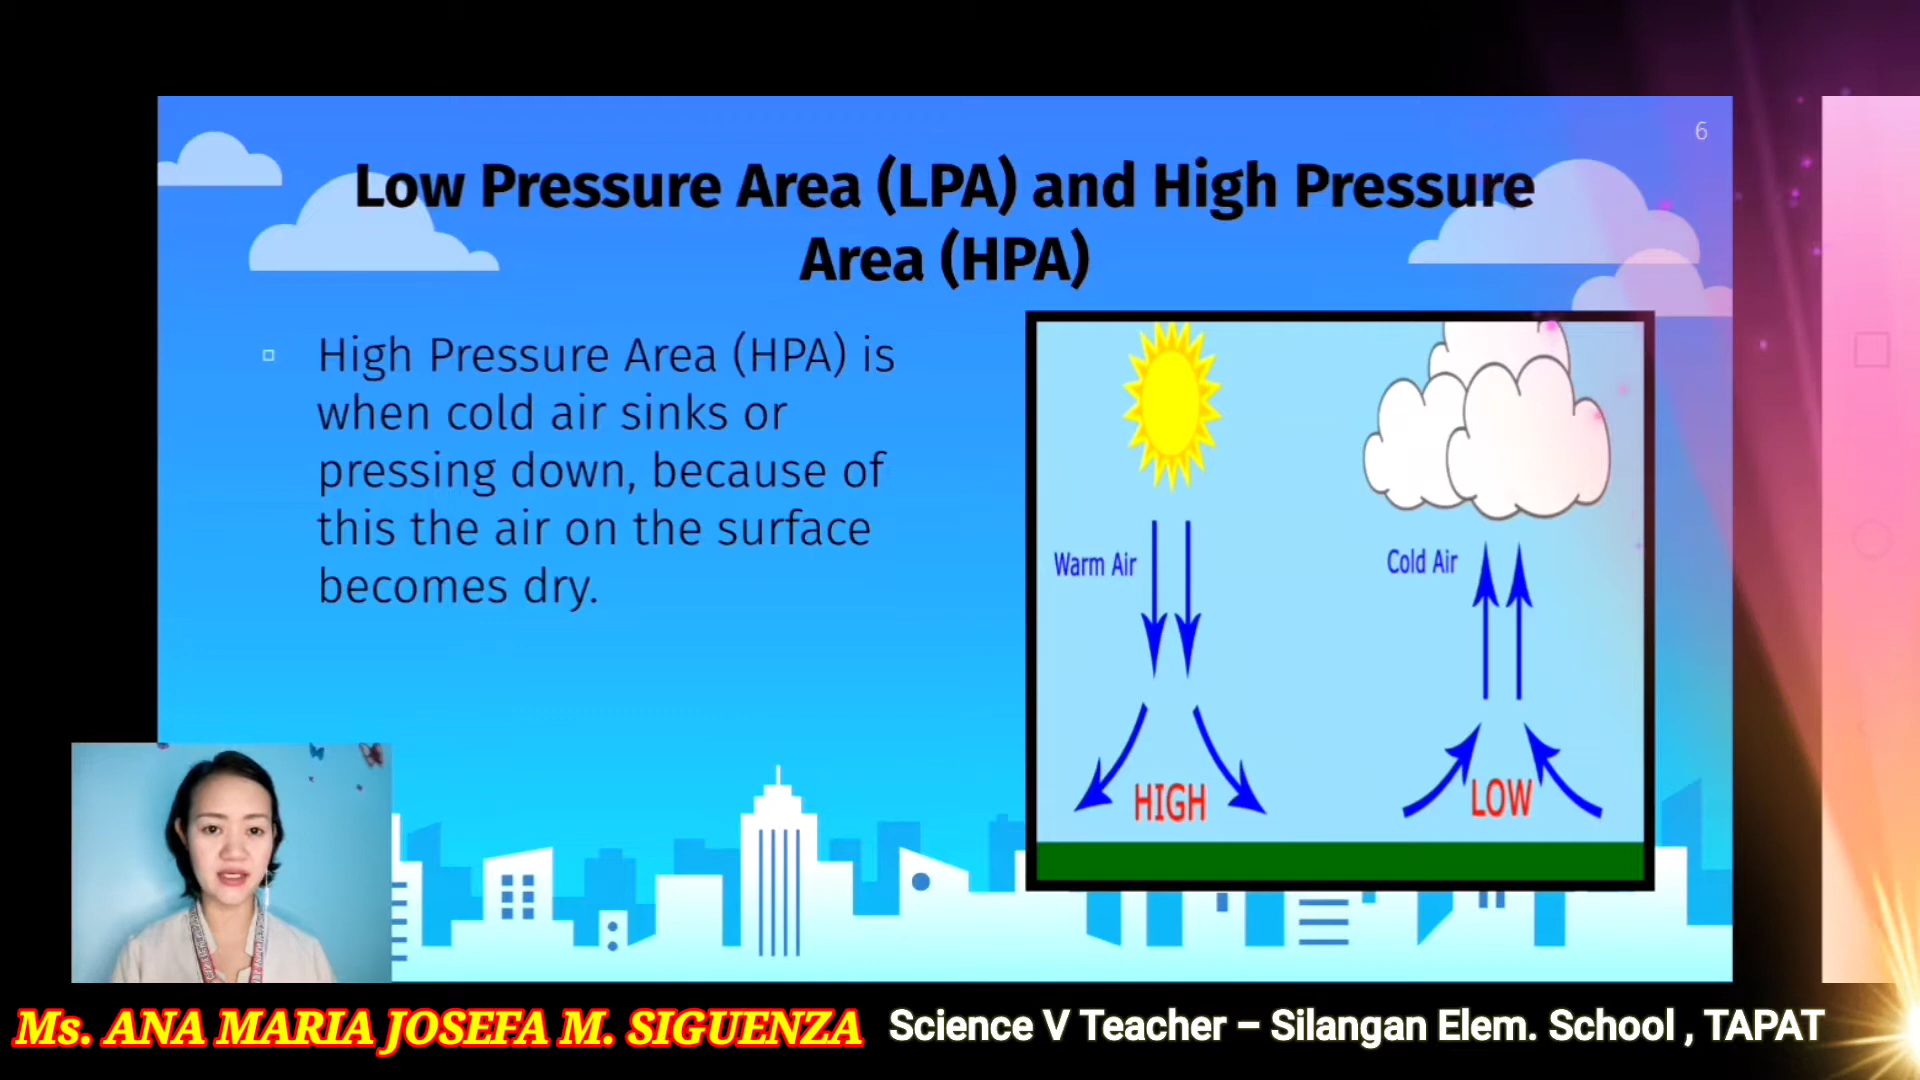 6
Low Pressure Area (LPA) and High Pressure
Area (HPA)
High Pressure Area (HPA) is
when cold air sinks or
pressing down, because of
this the air on the surface
becomes dry.
Warm Air
Cold Air
HIGH
LOW
Ms. ANA MARIA JOSEFA M. SIGUENZA
Science V Teacher – Silangan Elem. School , TAPAT